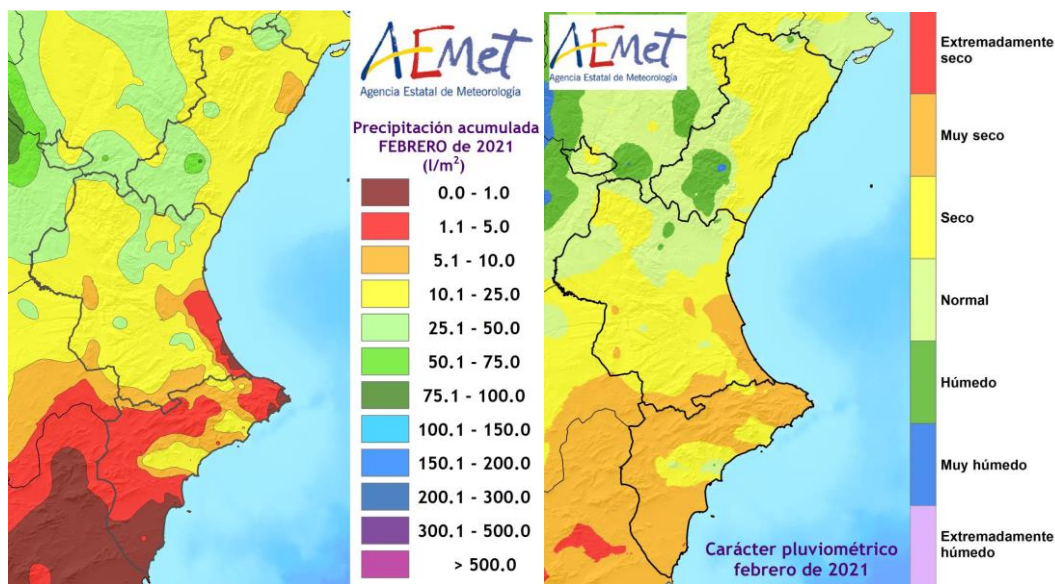 AEMet
Agencia Estatal de Meteorología
Precipitación acumulada
FEBRERO de 2021
(l/m²)
0.0 - 1.0
1.1 - 5.0
5.1 - 10.0
10.1 - 25.0
25.1 - 50.0
50.1 - 75.0
75.1 - 100.0
100.1 - 150.0
150.1 - 200.0
200.1 - 300.0
300.1 - 500.0
> 500.0
AEMet
Agencia Estatal de Meteorología
Carácter pluviométrico
febrero de 2021
Extremadamente
seco
Muy seco
Seco
Normal
Húmedo
Muy húmedo
Extremadamente
húmedo